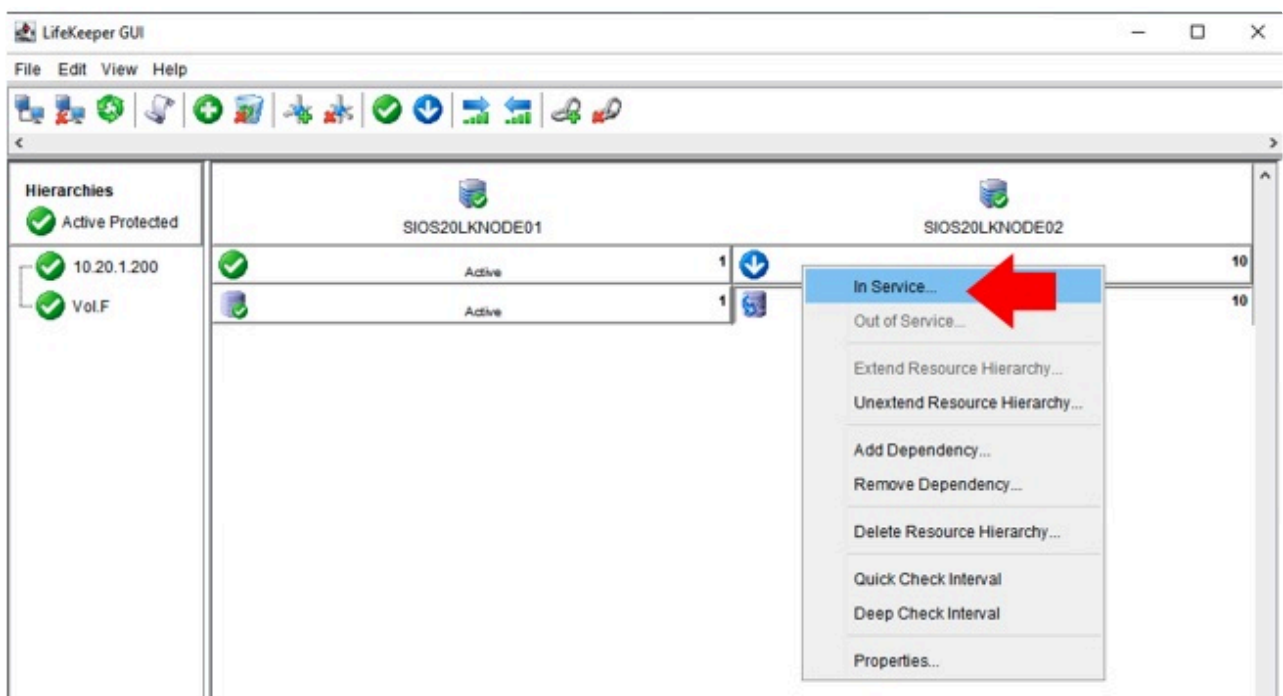 LifeKeeper GUI
File Edit View Help
Hierarchies
Active Protected
SIOS20LKNODE01
SIOS20LKNODE02
10.20.1.200
Active
1
10
Vol.F
Active
1
10
In Service...
Out of Service...
Extend Resource Hierarchy...
Unextend Resource Hierarchy...
Add Dependency...
Remove Dependency...
Delete Resource Hierarchy...
Quick Check Interval
Deep Check Interval
Properties...